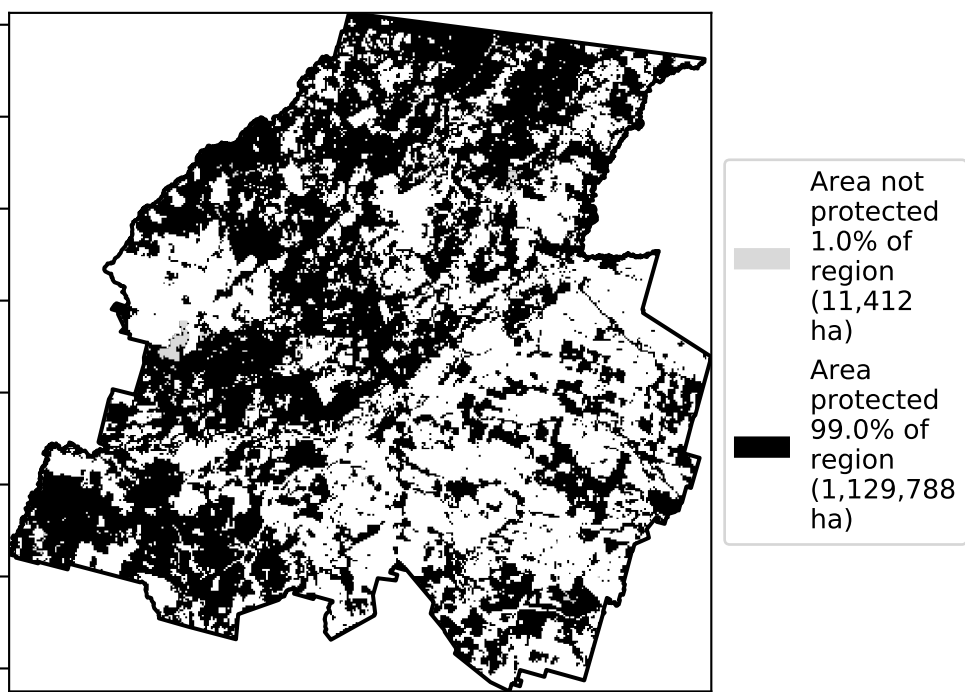 Area not
protected
1.0% of
region
(11,412
ha)
Area
protected
99.0% of
region
(1,129,788
ha)